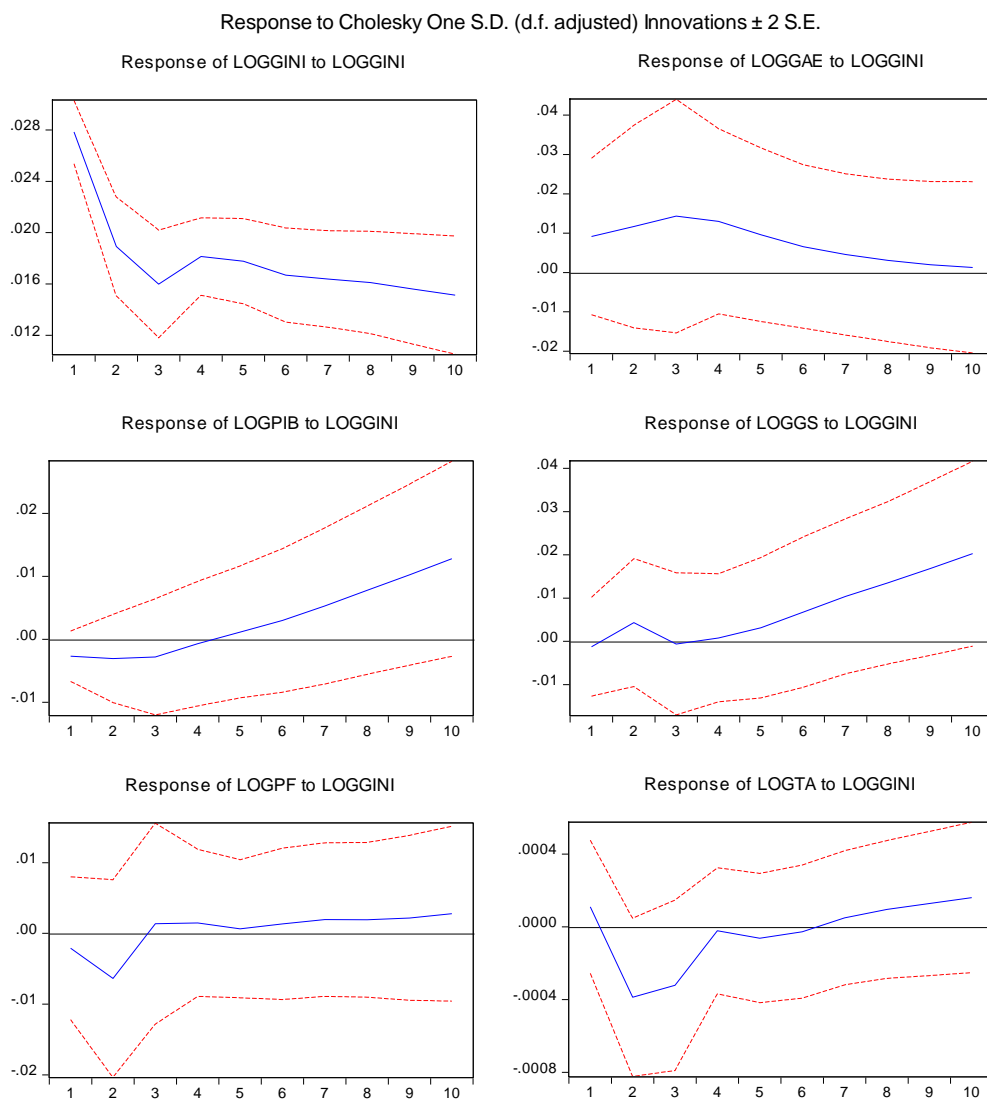 Response to Cholesky One S.D. (d.f. adjusted) Innovations ± 2 S.E.
Response of LOGGINI to LOGGINI
.028
.024
.020
.016
.012
1 2 3 4 5 6 7 8 9 10
Response of LOGGAE to LOGGINI
.04
.03
.02
.01
.00
-.01
-.02
1 2 3 4 5 6 7 8 9 10
Response of LOGPIB to LOGGINI
.02
.01
.00
-.01
1 2 3 4 5 6 7 8 9 10
Response of LOGGS to LOGGINI
.04
.03
.02
.01
.00
-.01
1 2 3 4 5 6 7 8 9 10
Response of LOGPF to LOGGINI
.01
.00
-.01
-.02
1 2 3 4 5 6 7 8 9 10
Response of LOGTA to LOGGINI
.0004
.0000
-.0004
-.0008
1 2 3 4 5 6 7 8 9 10